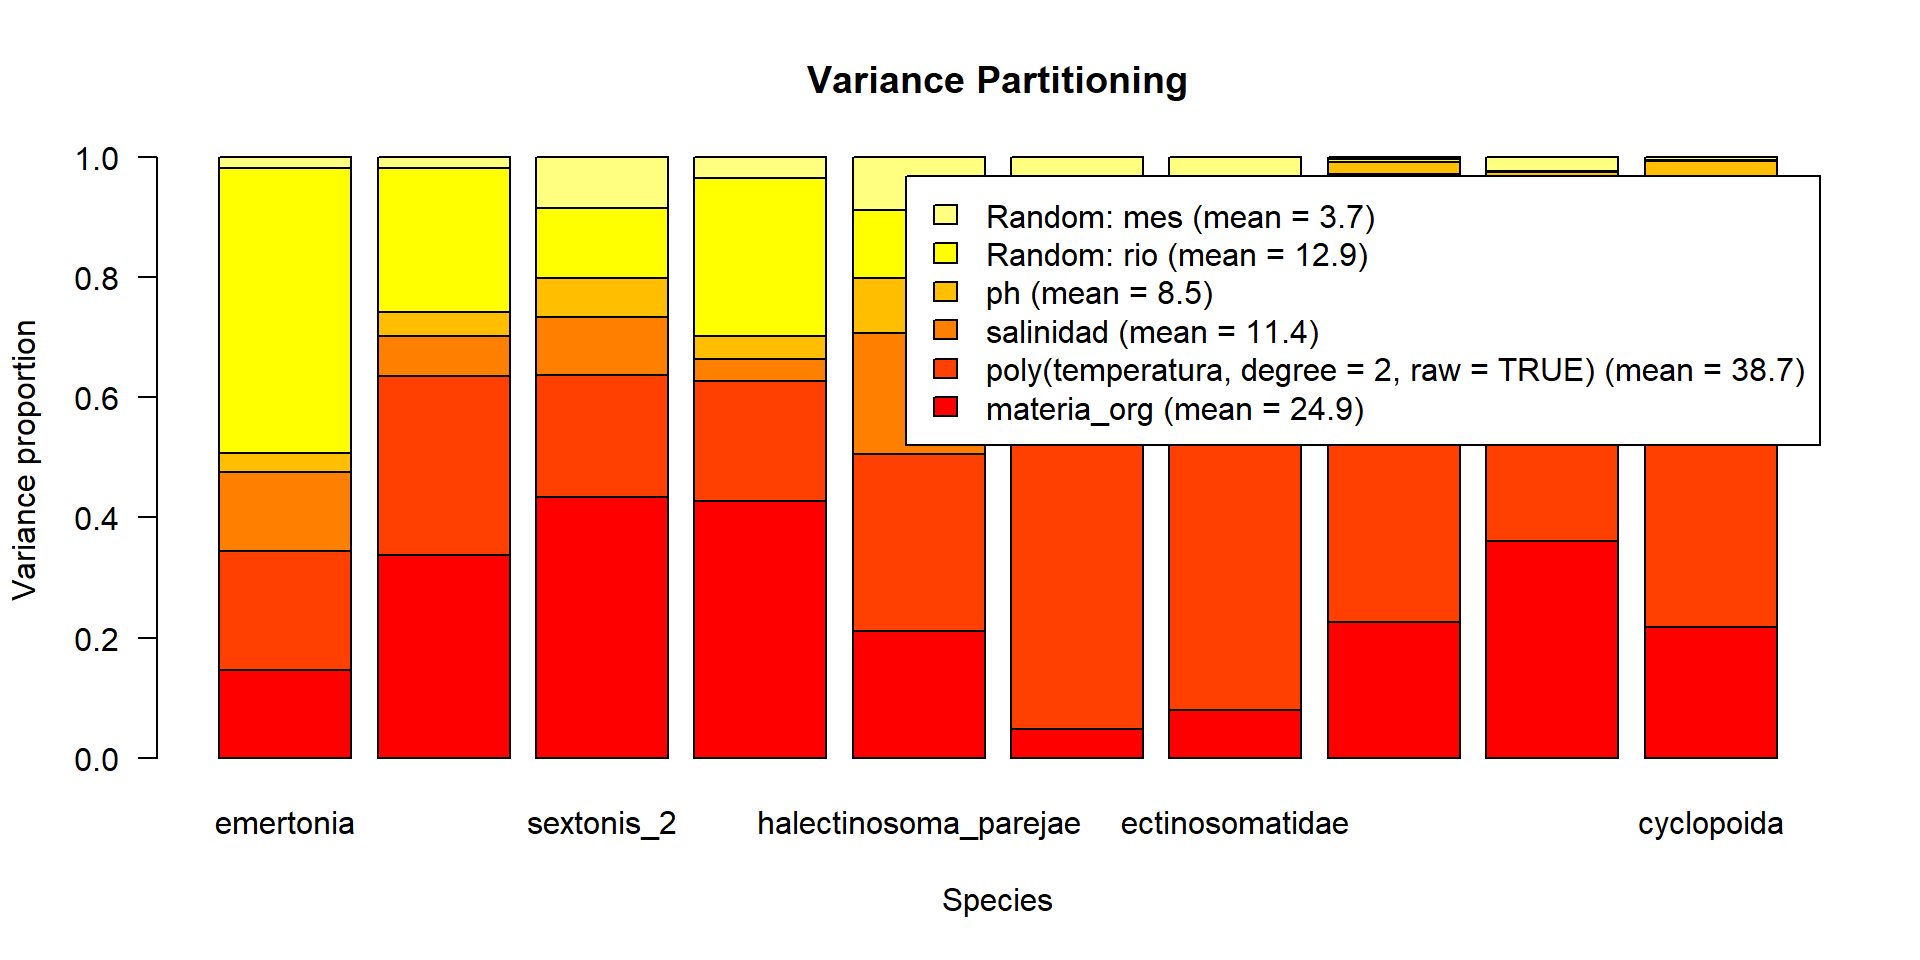 Variance Partitioning
Variance proportion
1.0
0.8
0.6
0.4
0.2
0.0
Random: mes (mean = 3.7)
Random: rio (mean = 12.9)
ph (mean = 8.5)
salinidad (mean = 11.4)
poly(temperatura, degree = 2, raw = TRUE) (mean = 38.7)
materia_org (mean = 24.9)
emertonia sextonis_2 halectinosoma_parejae ectinosomatidae cyclopoida
Species